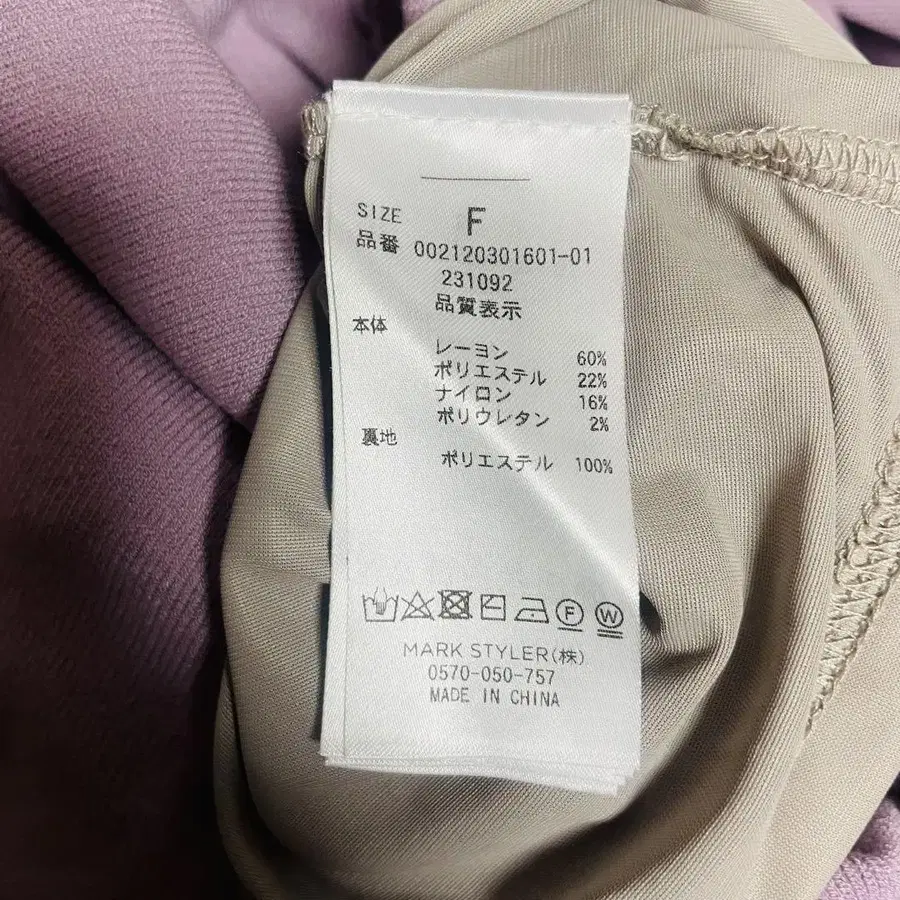 SIZE F
品番 002120301601-01
231092
品質表示
本体
レーヨン 60%
ポリエステル 22%
ナイロン 16%
ポリウレタン 2%
裏地
ポリエステル 100%
F W
MARK STYLER(株)
0570-050-757
MADE IN CHINA